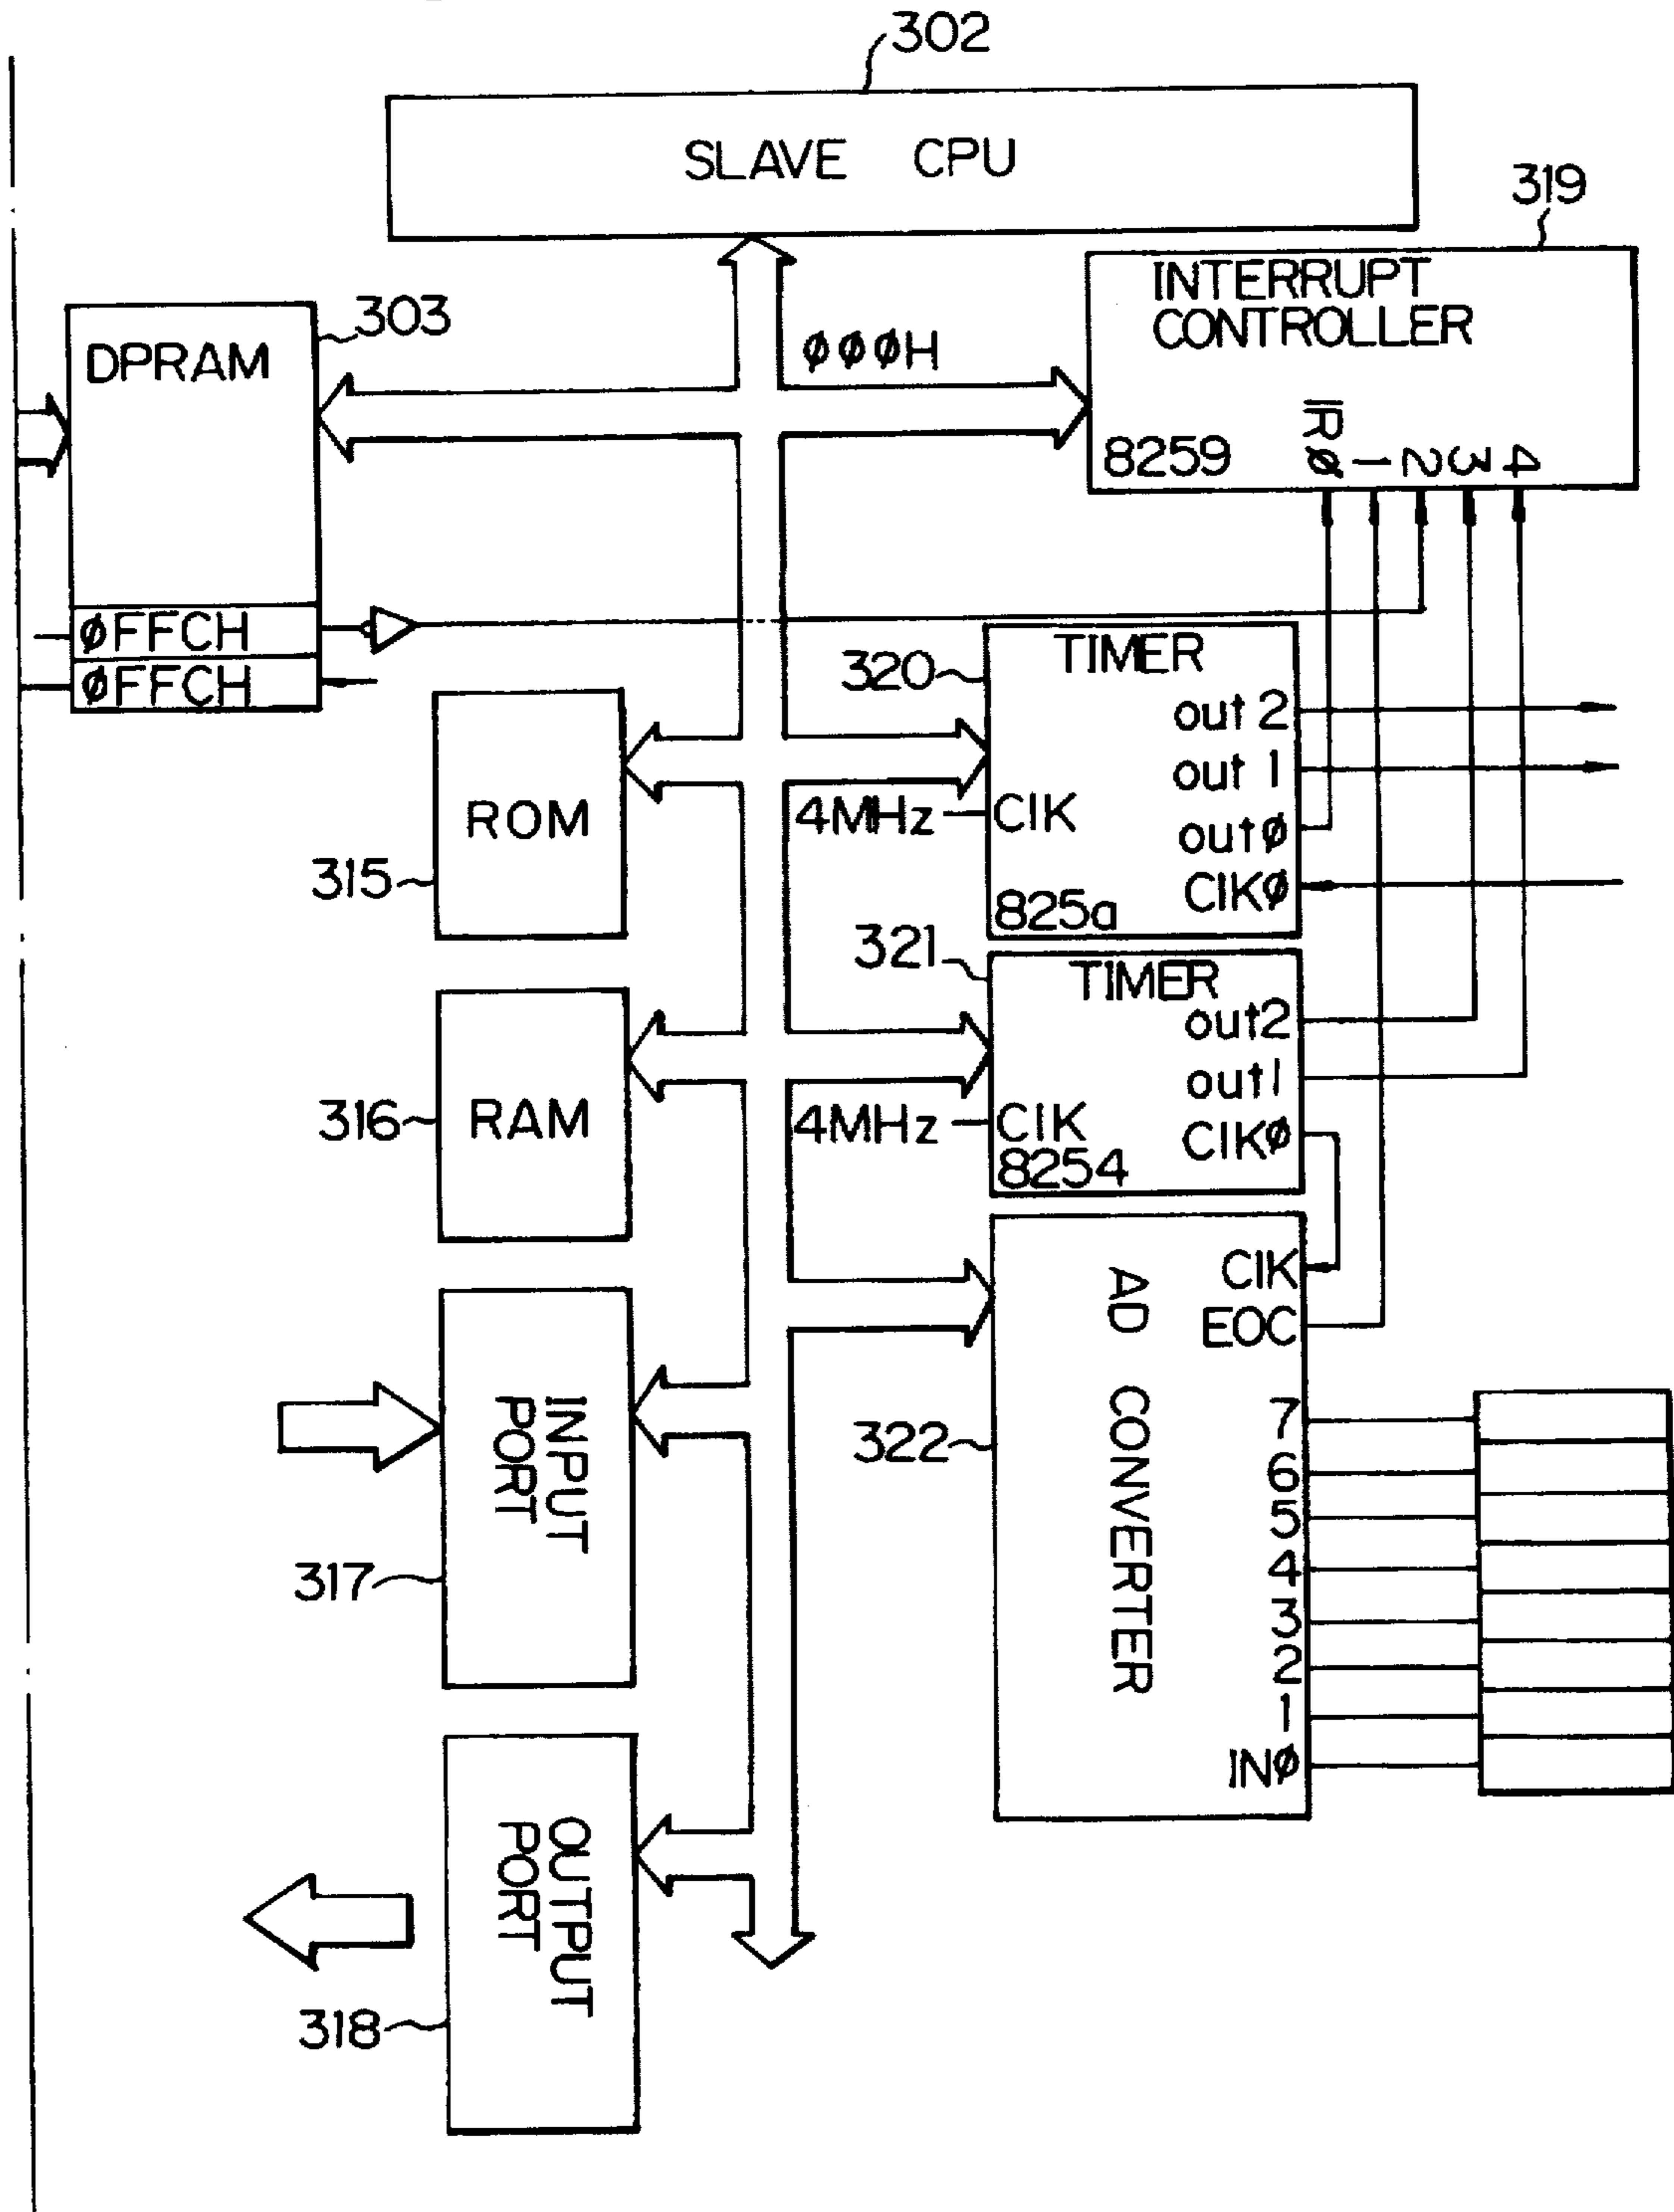 302
SLAVE CPU
319
INTERRUPT
CONTROLLER
IRØ
1
2
3
4
8259
303
DPRAM
ØØØH
ØFFCH
ØFFCH
320
TIMER
out 2
out 1
outØ
CIKØ
4MHz
CIK
825a
ROM
315
321
TIMER
out2
out1
CIKØ
4MHz
CIK
8254
RAM
316
322
AD CONVERTER
CIK
EOC
7
6
5
4
3
2
1
INØ
INPUT
PORT
317
OUTPUT
PORT
318